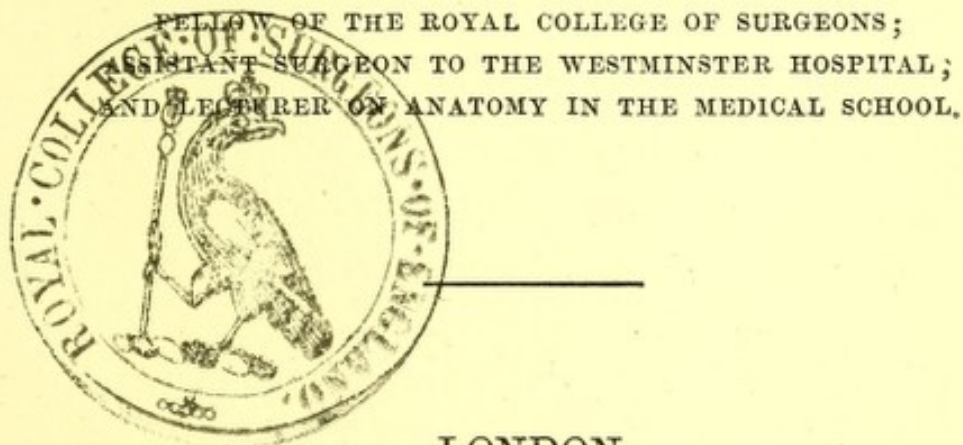 FELLOW OF THE ROYAL COLLEGE OF SURGEONS;
ASSISTANT SURGEON TO THE WESTMINSTER HOSPITAL;
AND LECTURER ON ANATOMY IN THE MEDICAL SCHOOL.
ROYAL·COLLEGE·OF·SURGEONS·OF·ENGLAND.
LONDON